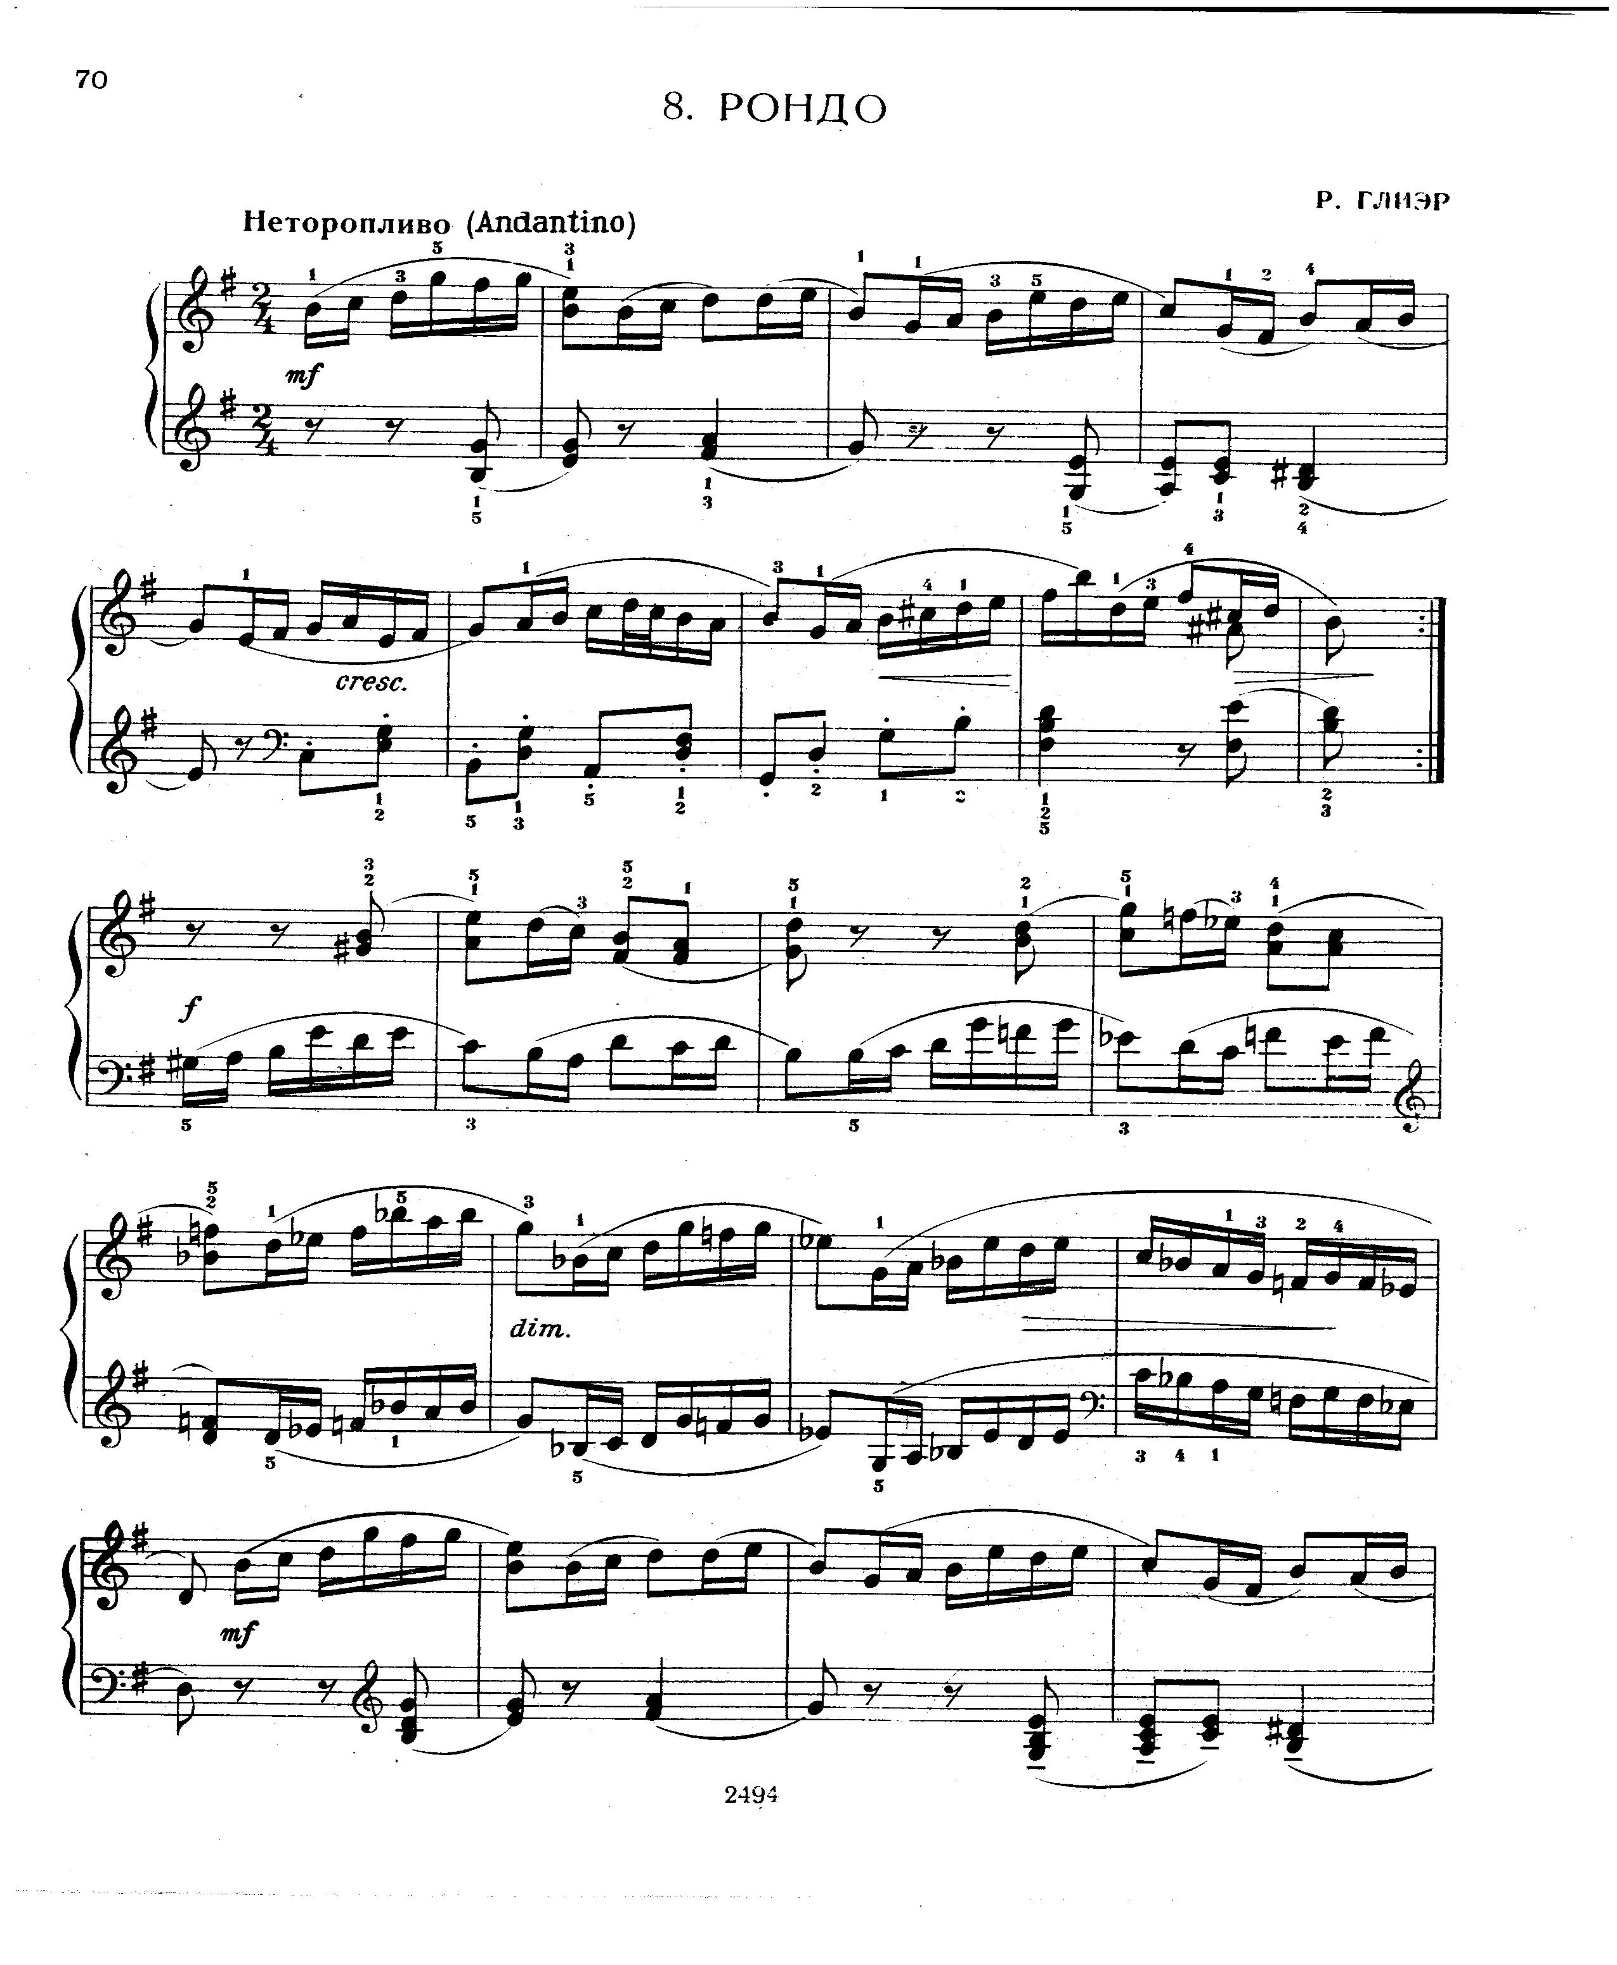 70
8. РОНДО
Р. ГЛИЭР
Неторопливо (Andantino)
mf
cresc.
f
dim.
mf
2494